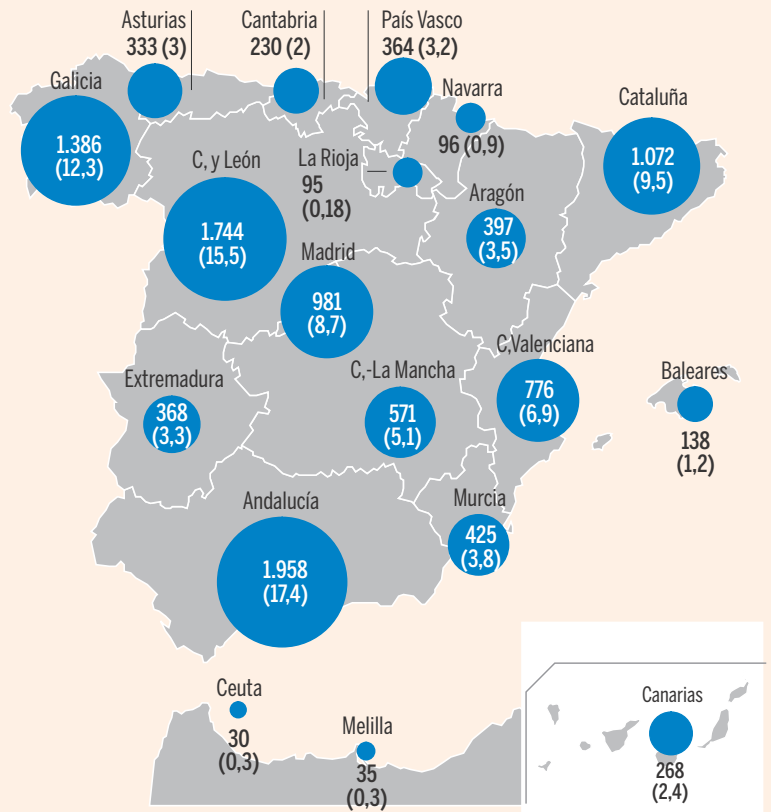 Asturias
333 (3)
Cantabria
230 (2)
País Vasco
364 (3,2)
Galicia
1.386
(12,3)
Navarra
96 (0,9)
Cataluña
1.072
(9,5)
C, y León
1.744
(15,5)
La Rioja
95
(0,18)
Aragón
397
(3,5)
Madrid
981
(8,7)
C,Valenciana
776
(6,9)
Extremadura
368
(3,3)
C,-La Mancha
571
(5,1)
Baleares
138
(1,2)
Andalucía
1.958
(17,4)
Murcia
425
(3,8)
Ceuta
30
(0,3)
Melilla
35
(0,3)
Canarias
268
(2,4)